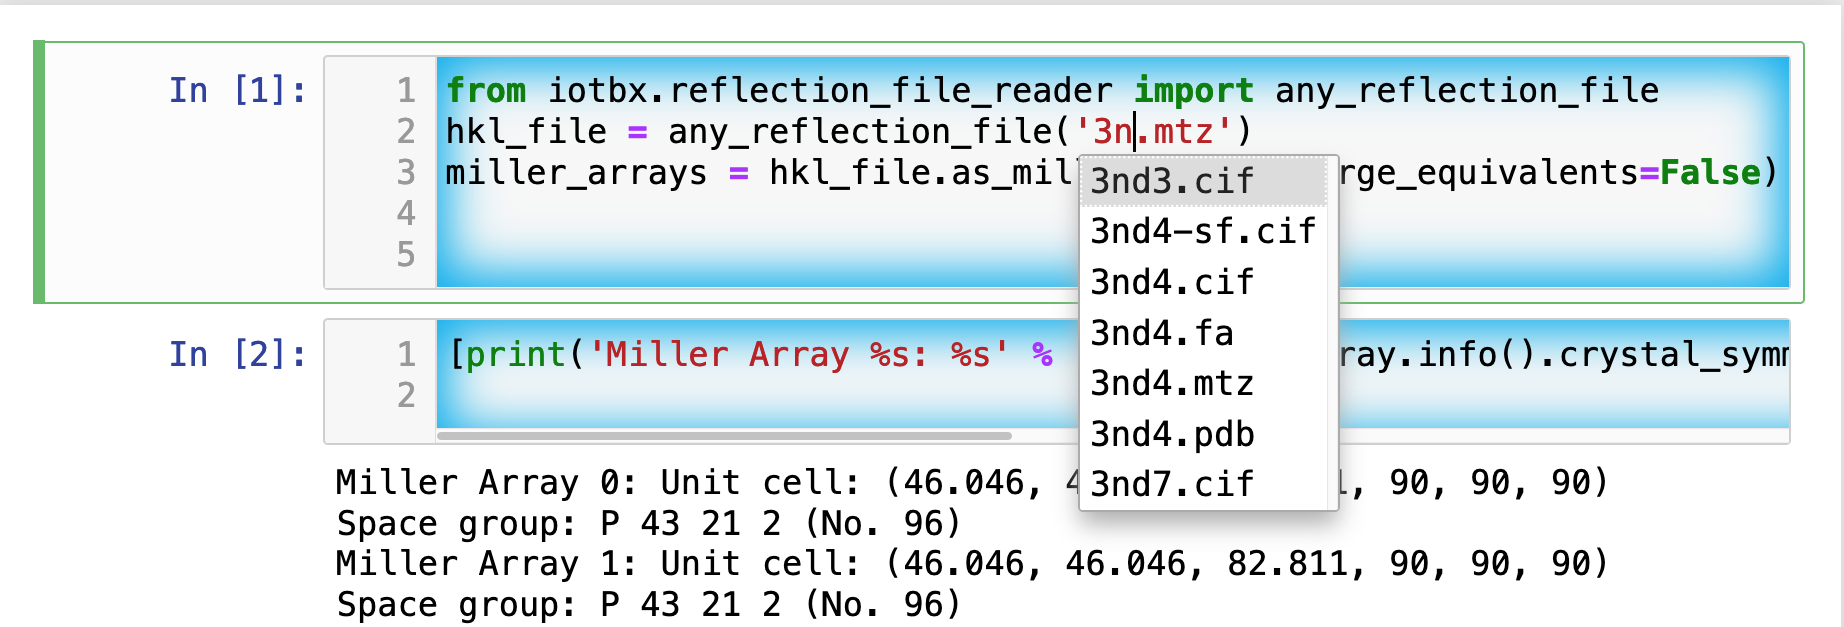 In [1]:
1 from iotbx.reflection_file_reader import any_reflection_file
2 hkl_file = any_reflection_file('3n.mtz')
3 miller_arrays = hkl_file.as_mil rge_equivalents=False)
4
5
3nd3.cif
3nd4-sf.cif
3nd4.cif
3nd4.fa
3nd4.mtz
3nd4.pdb
3nd7.cif
In [2]:
1 [print('Miller Array %s: %s' % ray.info().crystal_symm
2
Miller Array 0: Unit cell: (46.046, 4 1, 90, 90, 90)
Space group: P 43 21 2 (No. 96)
Miller Array 1: Unit cell: (46.046, 46.046, 82.811, 90, 90, 90)
Space group: P 43 21 2 (No. 96)